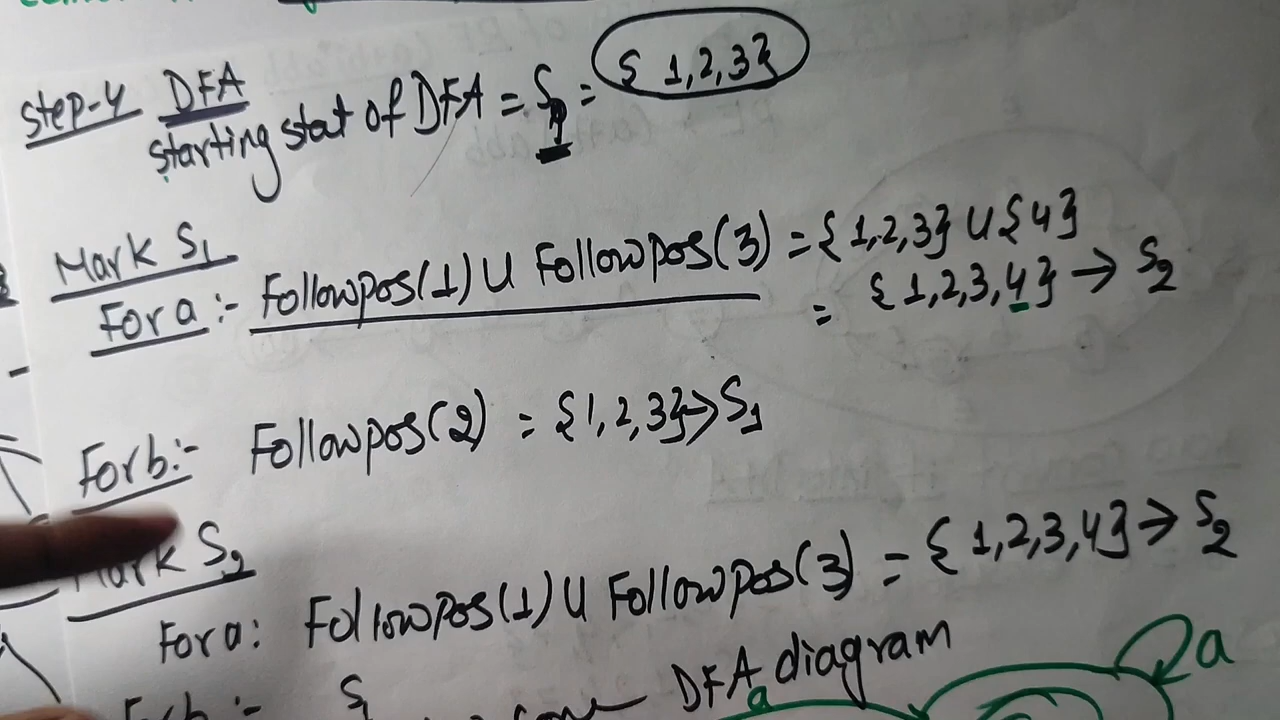 Step-4 DFA
starting stat of DFA = S1 = { 1,2,3}
Mark S1
For a :- Followpos(1) U Followpos(3) = {1,2,3} U {4}
= {1,2,3,4} → S2
For b:- Followpos(2) = {1,2,3} → S1
Mark S2
For a: Followpos(1) U Followpos(3) = {1,2,3,4} → S2
DFA diagram
a
a